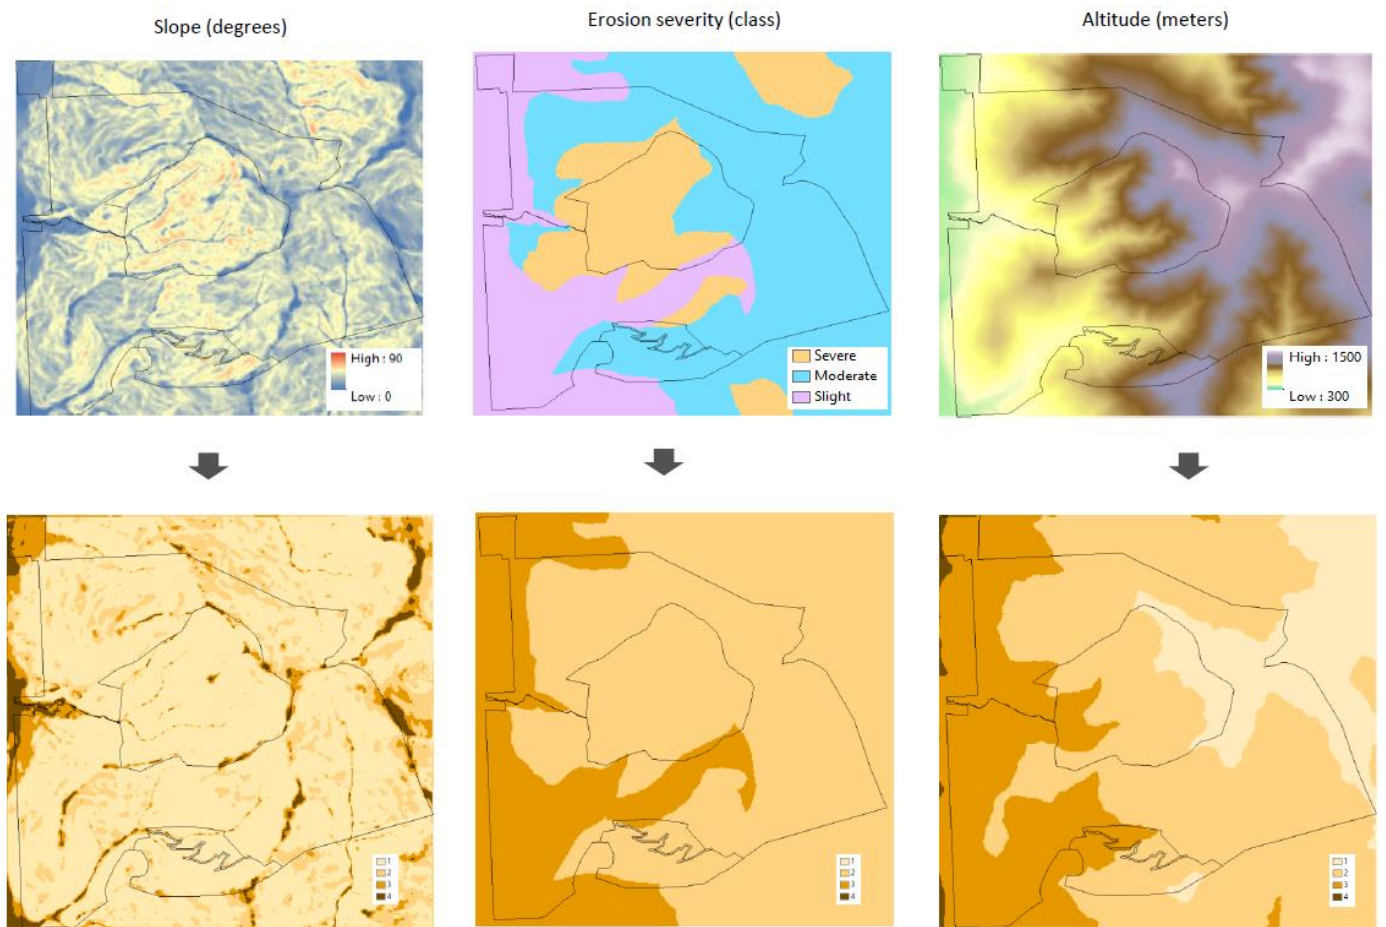 Slope (degrees)
Erosion severity (class)
Altitude (meters)
High : 90
Low : 0
Severe
Moderate
Slight
High : 1500
Low : 300
1
2
3
4
1
2
3
4
1
2
3
4